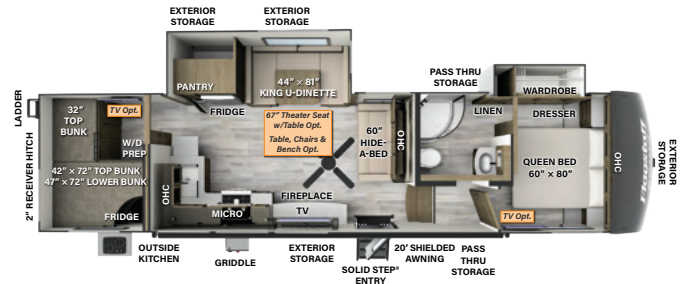 EXTERIOR
STORAGE
EXTERIOR
STORAGE
PANTRY
44" × 81"
KING U-DINETTE
FRIDGE
PASS THRU
STORAGE
WARDROBE
LINEN
DRESSER
LADDER
32"
TOP
BUNK
TV Opt.
W/D
PREP
67" Theater Seat
w/Table Opt.
Table, Chairs &
Bench Opt.
60"
HIDE-
A-BED
OHC
QUEEN BED
60" × 80"
OHC
Flagstaff
EXTERIOR
STORAGE
2" RECEIVER HITCH
42" × 72" TOP BUNK
47" × 72" LOWER BUNK
FRIDGE
OHC
MICRO
FIREPLACE
TV
TV Opt.
OUTSIDE
KITCHEN
GRIDDLE
EXTERIOR
STORAGE
SOLID STEP®
ENTRY
20' SHIELDED
AWNING
PASS
THRU
STORAGE